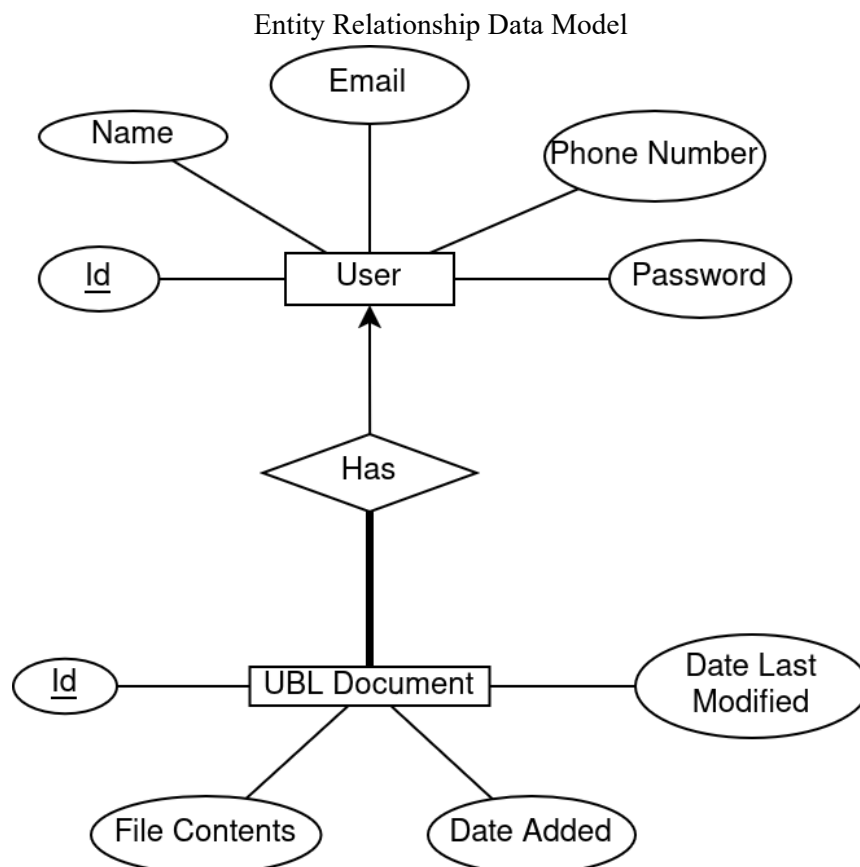 Entity Relationship Data Model
Email
Name
Phone Number
Id
User
Password
Has
Id
UBL Document
Date Last
Modified
File Contents
Date Added